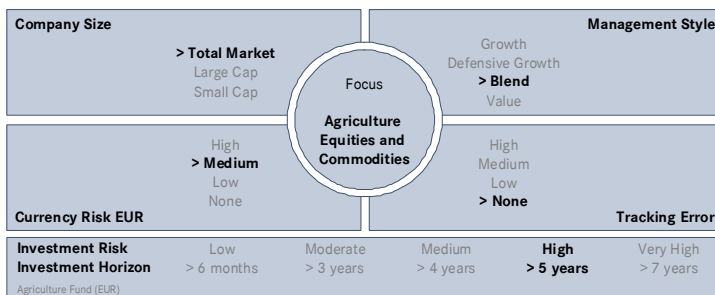 Company Size
> Total Market
Large Cap
Small Cap
Management Style
Growth
Defensive Growth
> Blend
Value
Focus
Agriculture
Equities and
Commodities
High
> Medium
Low
None
Currency Risk EUR
High
Medium
Low
> None
Tracking Error
Investment Risk Low Moderate Medium High Very High
Investment Horizon > 6 months > 3 years > 4 years > 5 years > 7 years
Agriculture Fund (EUR)